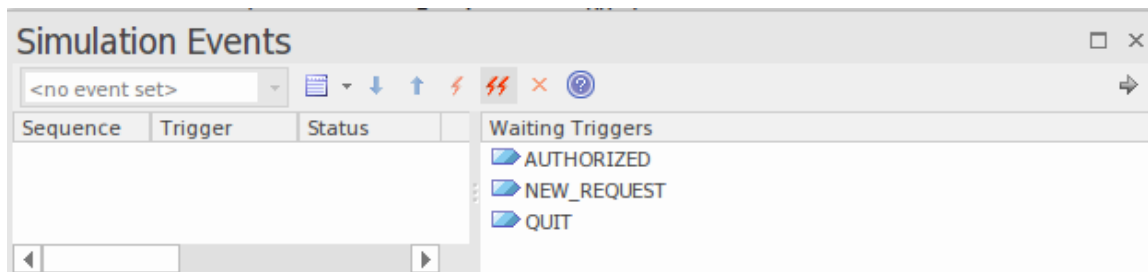 Simulation Events
<no event set>
Sequence Trigger Status
Waiting Triggers
AUTHORIZED
NEW_REQUEST
QUIT